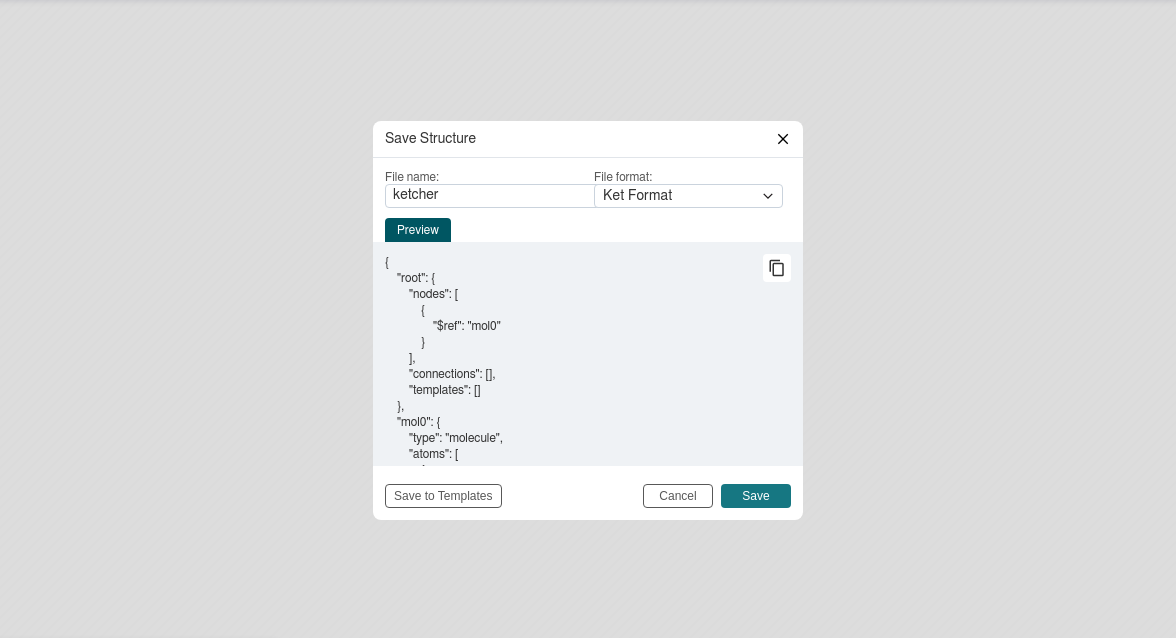 Save Structure
File name:
File format:
ketcher
Ket Format
Preview
{
"root": {
"nodes": [
{
"$ref": "mol0"
}
],
"connections": [],
"templates": []
},
"mol0": {
"type": "molecule",
"atoms": [
Save to Templates
Cancel
Save